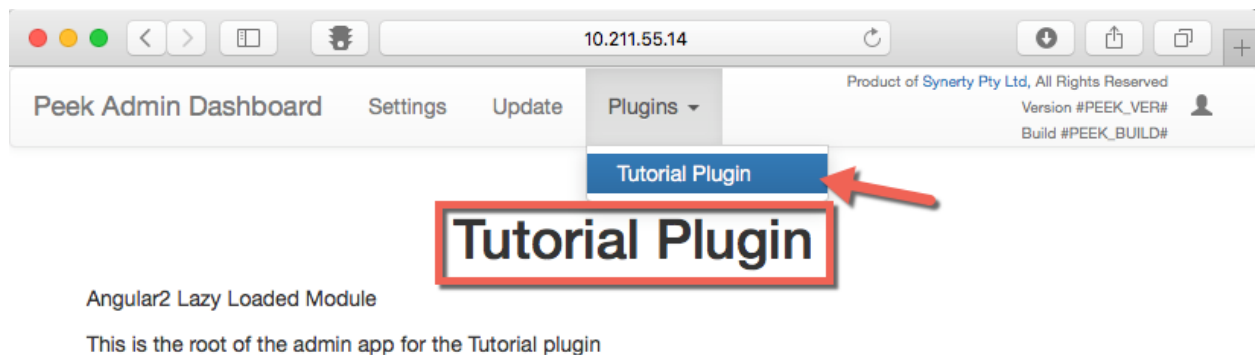 10.211.55.14
Peek Admin Dashboard Settings Update Plugins
Product of Synerty Pty Ltd, All Rights Reserved
Version #PEEK_VER#
Build #PEEK_BUILD#
Tutorial Plugin
Tutorial Plugin
Angular2 Lazy Loaded Module
This is the root of the admin app for the Tutorial plugin